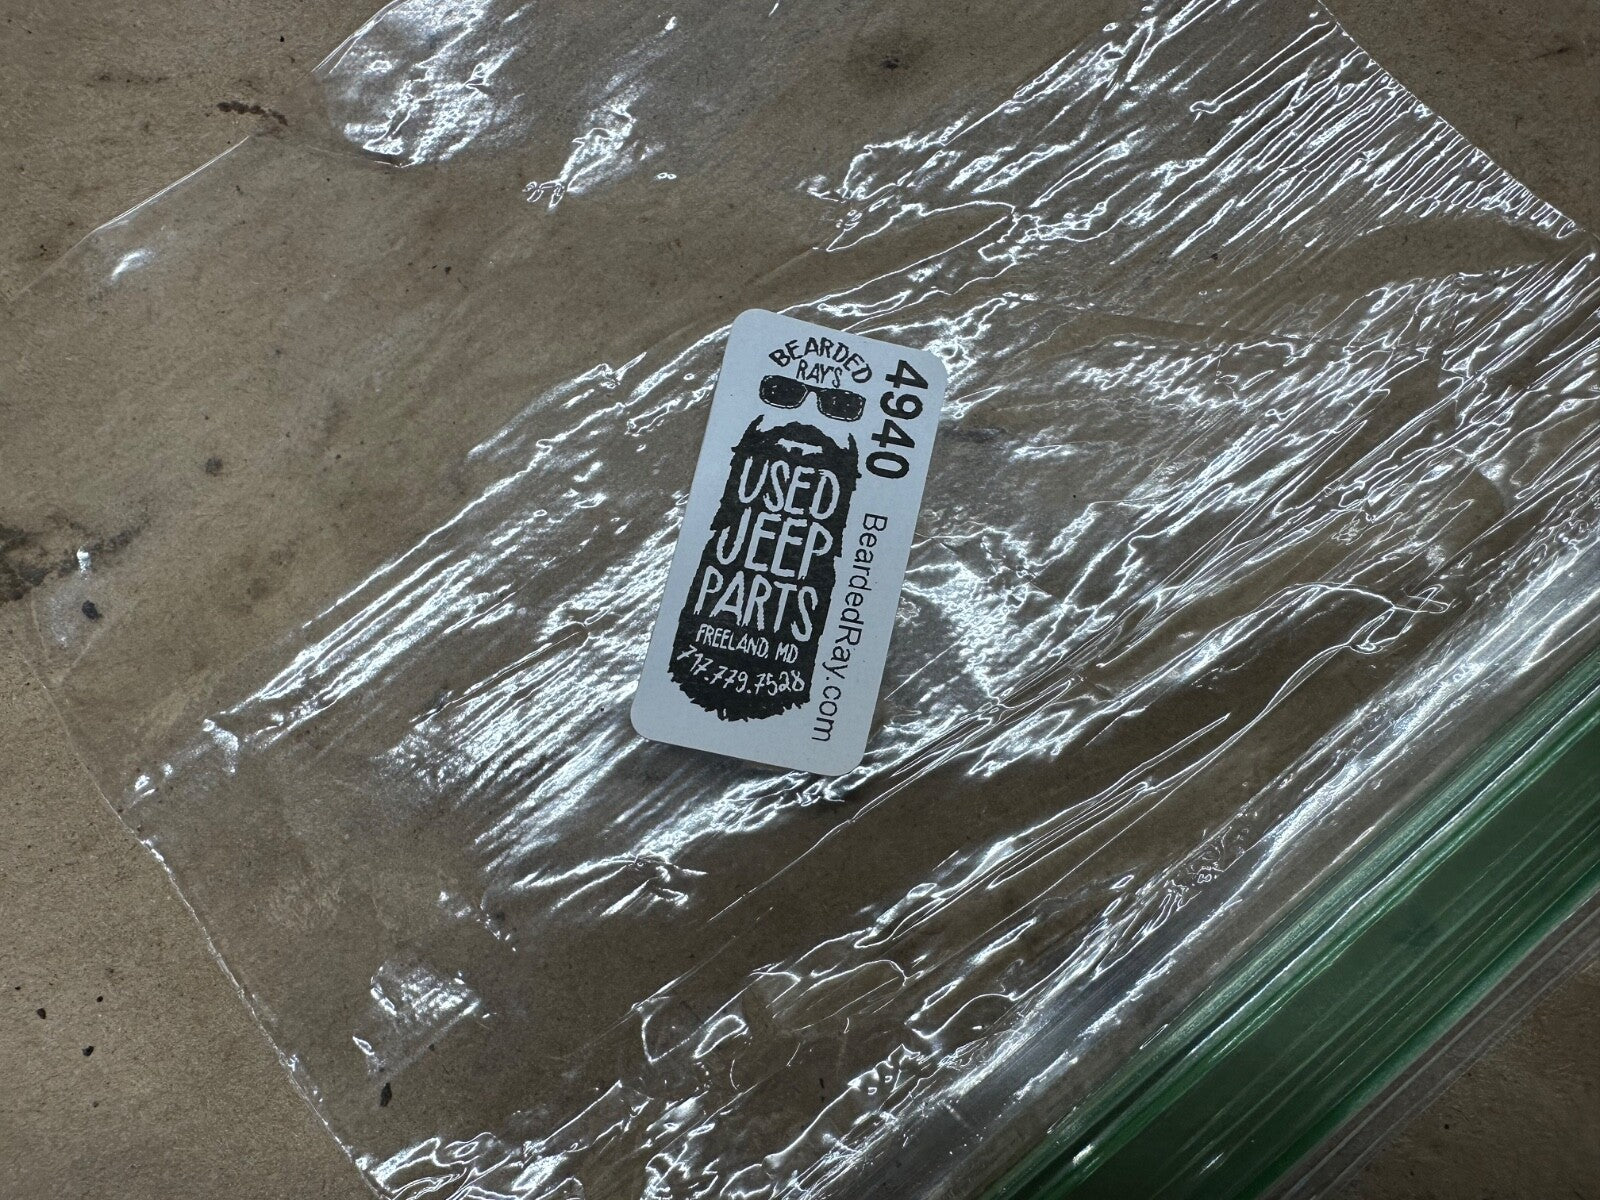 BEARDED
RAY'S
USED
JEEP
PARTS
FREELAND, MD
717.779.7528
4940
BeardedRay.com